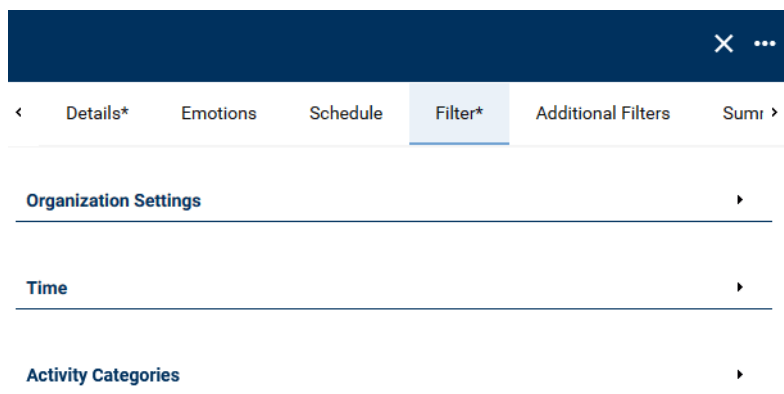 Details* Emotions Schedule Filter* Additional Filters
Organization Settings
Time
Activity Categories